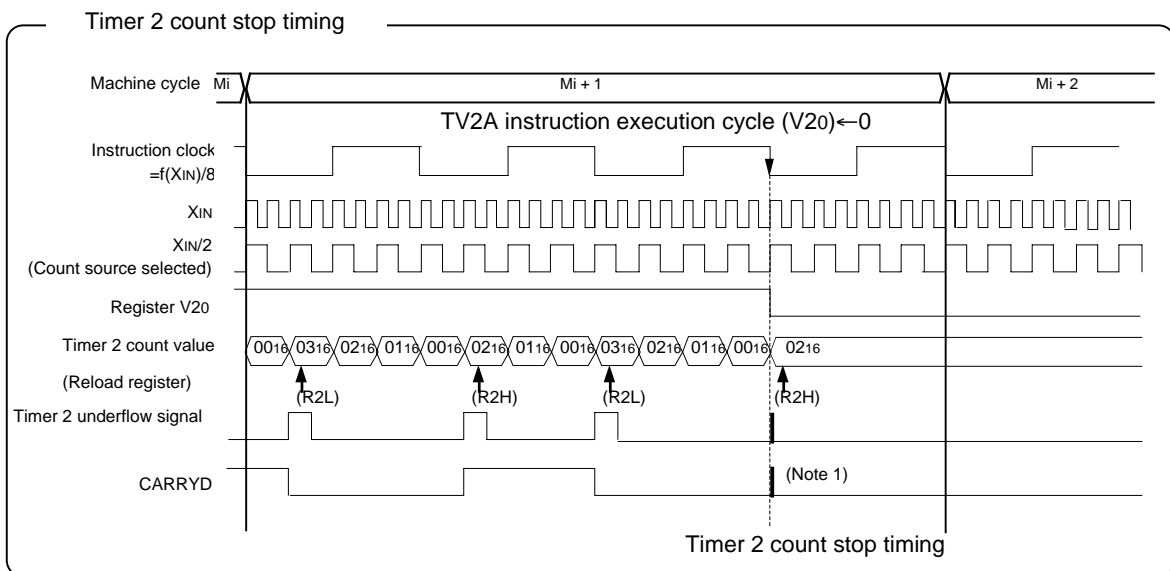 Timer 2 count stop timing
Machine cycle Mi Mi + 1 Mi + 2
TV2A instruction execution cycle (V20)←0
Instruction clock
=f(XIN)/8
XIN
XIN/2
(Count source selected)
Register V20
Timer 2 count value 0016 0316 0216 0116 0016 0216 0116 0016 0316 0216 0116 0016 0216
(Reload register) (R2L) (R2H) (R2L) (R2H)
Timer 2 underflow signal
CARRYD (Note 1)
Timer 2 count stop timing